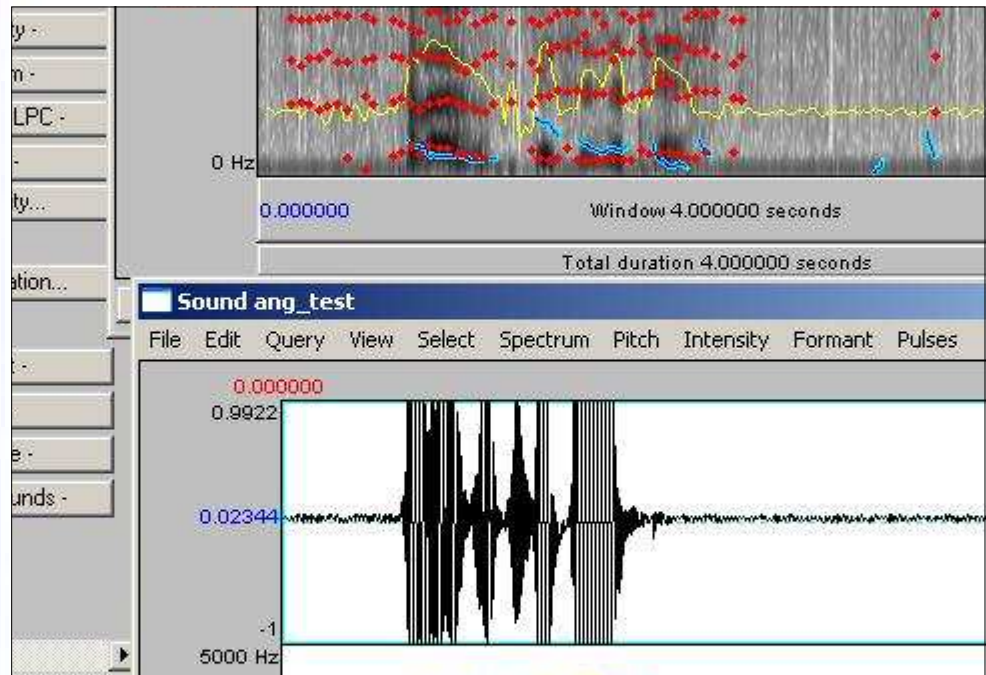 y -
m -
LPC -
-
ty...
ation...
-
e -
unds -
0 Hz
0.000000 Window 4.000000 seconds
Total duration 4.000000 seconds
Sound ang_test
File Edit Query View Select Spectrum Pitch Intensity Formant Pulses
0.000000
0.9922
0.02344
-1
5000 Hz